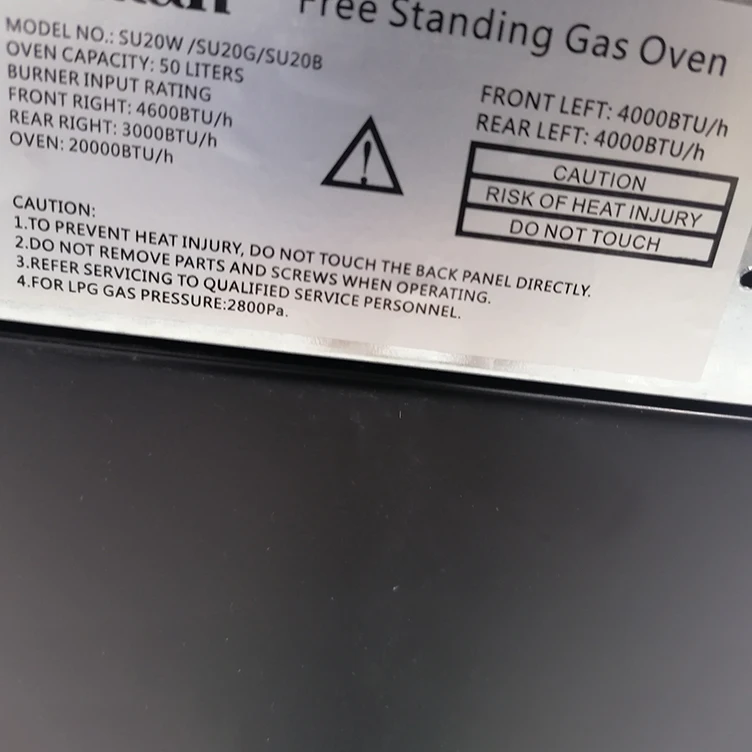 Free Standing Gas Oven
MODEL NO.: SU20W /SU20G/SU20B
OVEN CAPACITY: 50 LITERS
BURNER INPUT RATING
FRONT RIGHT: 4600BTU/h
REAR RIGHT: 3000BTU/h
OVEN: 20000BTU/h
FRONT LEFT: 4000BTU/h
REAR LEFT: 4000BTU/h
CAUTION
RISK OF HEAT INJURY
DO NOT TOUCH
CAUTION:
1.TO PREVENT HEAT INJURY, DO NOT TOUCH THE BACK PANEL DIRECTLY.
2.DO NOT REMOVE PARTS AND SCREWS WHEN OPERATING.
3.REFER SERVICING TO QUALIFIED SERVICE PERSONNEL.
4.FOR LPG GAS PRESSURE:2800Pa.